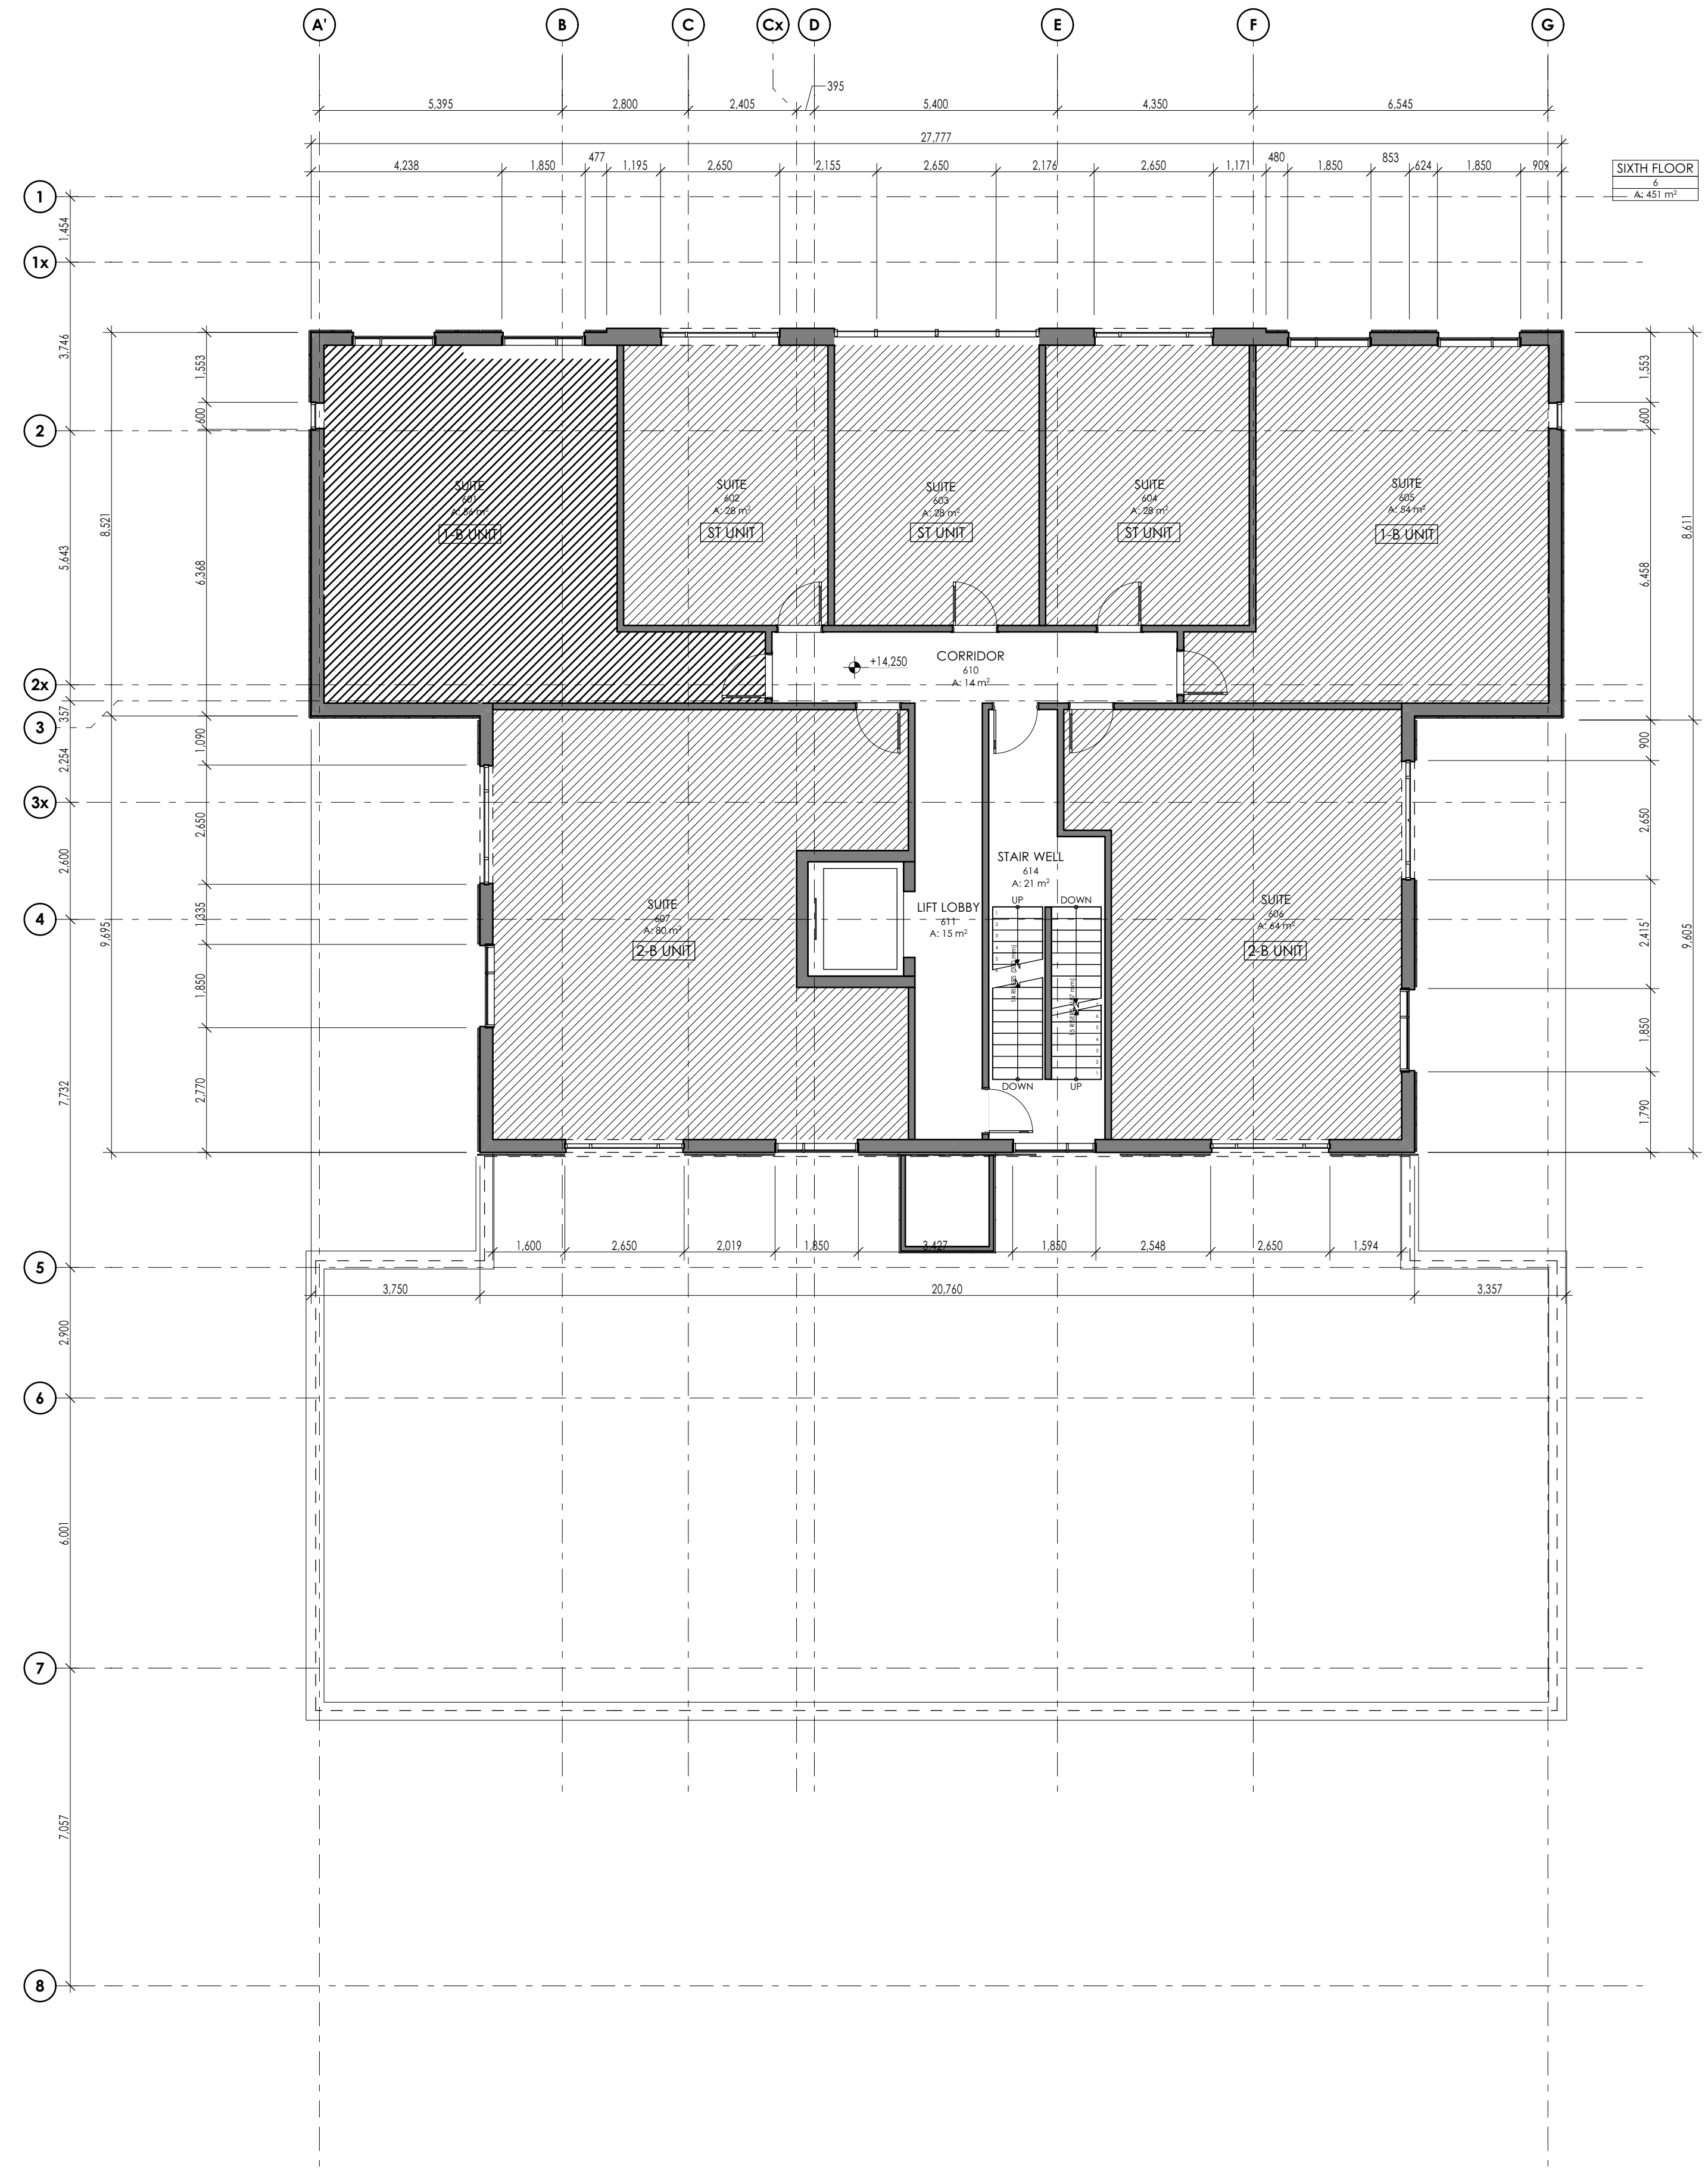 A' B C Cx D E F G
395
5,395 2,800 2,405 5,400 4,350 6,545
27,777
4,238 1,850 477 1,195 2,650 2,155 2,650 2,176 2,650 1,171 480 1,850 853 624 1,850 909
SIXTH FLOOR
6
A: 451 m²
1
1,454
1x
3,746
2
5,643
2x
357
3
2,254
3x
2,600
4
7,732
5
2,900
6
6,001
7
7,057
8
8,521
9,695
1,553
600
6,368
1,090
2,650
1,335
1,850
2,770
SUITE
601
A: 56 m²
1-B UNIT
SUITE
602
A: 28 m²
ST UNIT
SUITE
603
A: 28 m²
ST UNIT
SUITE
604
A: 28 m²
ST UNIT
SUITE
605
A: 54 m²
1-B UNIT
+14,250
CORRIDOR
610
A: 14 m²
STAIR WELL
614
A: 21 m²
UP DOWN
LIFT LOBBY
611
A: 15 m²
DOWN UP
SUITE
607
A: 80 m²
2-B UNIT
SUITE
606
A: 64 m²
2-B UNIT
1,553
600
6,458
900
2,650
2,415
1,850
1,790
8,611
9,605
1,600 2,650 2,019 1,850 3,427 1,850 2,548 2,650 1,594
3,750 20,760 3,357